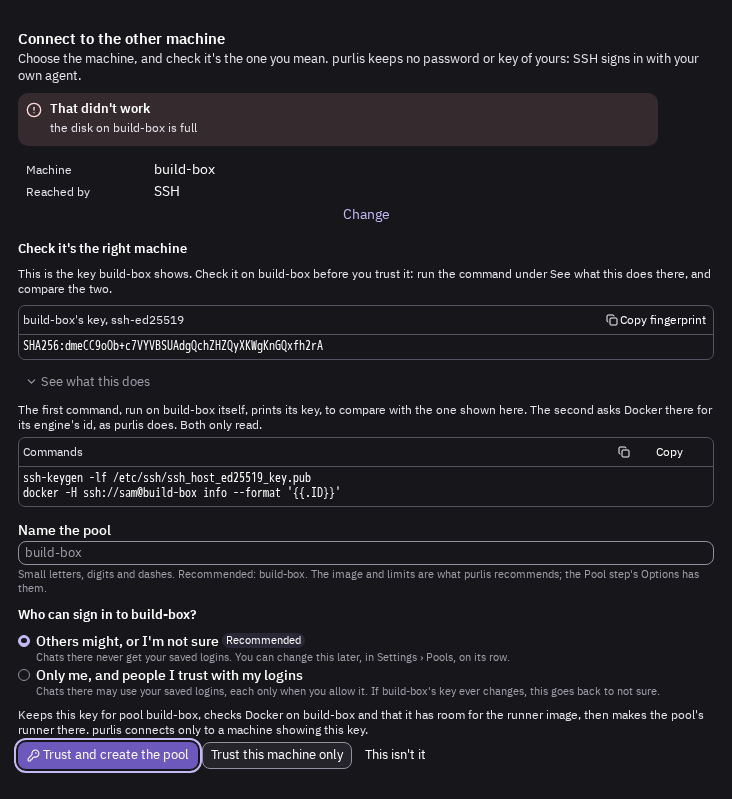 Connect to the other machine
Choose the machine, and check it's the one you mean. purlis keeps no password or key of yours: SSH signs in with your
own agent.
That didn't work
the disk on build-box is full
Machine build-box
Reached by SSH
Change
Check it's the right machine
This is the key build-box shows. Check it on build-box before you trust it: run the command under See what this does there, and
compare the two.
build-box's key, ssh-ed25519 Copy fingerprint
SHA256:dmeCC9oOb+c7VYVBSUAdgQchZHZQyXKWgKnGQxfh2rA
See what this does
The first command, run on build-box itself, prints its key, to compare with the one shown here. The second asks Docker there for
its engine's id, as purlis does. Both only read.
Commands Copy
ssh-keygen -lf /etc/ssh/ssh_host_ed25519_key.pub
docker -H ssh://sam@build-box info --format '{{.ID}}'
Name the pool
build-box
Small letters, digits and dashes. Recommended: build-box. The image and limits are what purlis recommends; the Pool step's Options has
them.
Who can sign in to build-box?
Others might, or I'm not sure Recommended
Chats there never get your saved logins. You can change this later, in Settings › Pools, on its row.
Only me, and people I trust with my logins
Chats there may use your saved logins, each only when you allow it. If build-box's key ever changes, this goes back to not sure.
Keeps this key for pool build-box, checks Docker on build-box and that it has room for the runner image, then makes the pool's
runner there. purlis connects only to a machine showing this key.
Trust and create the pool Trust this machine only This isn't it